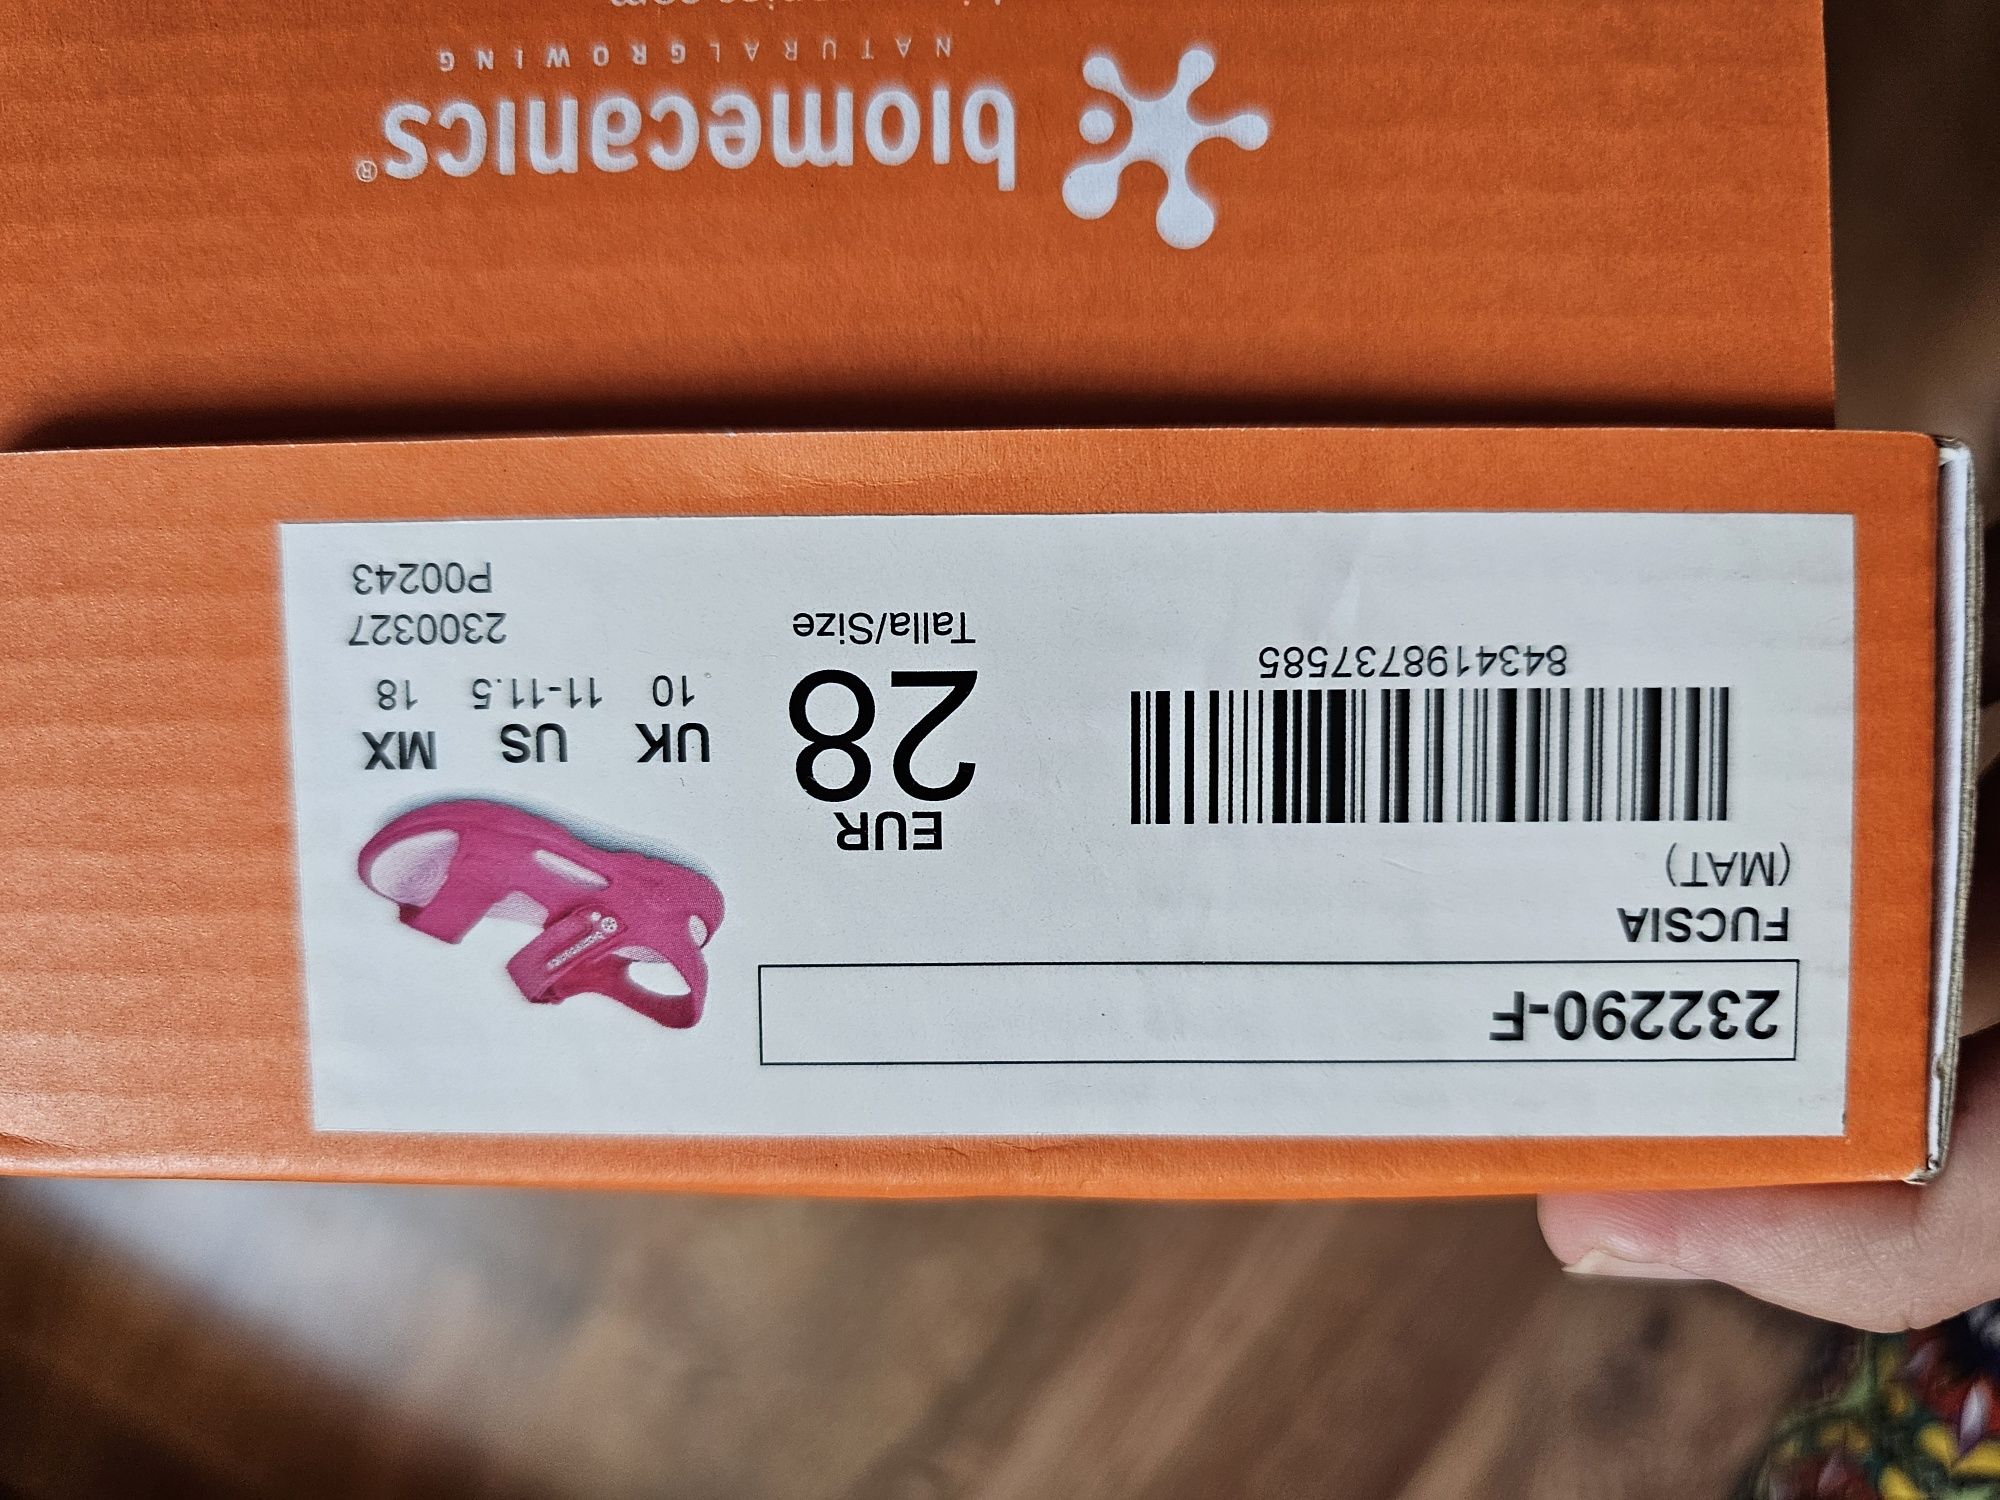 232290-F
FUCSIA
(MAT)
8434198737585
EUR
28
Talla/Size
UK US MX
10 11-11.5 18
2300327
P00243
biomecanics®
NATURALGROWING